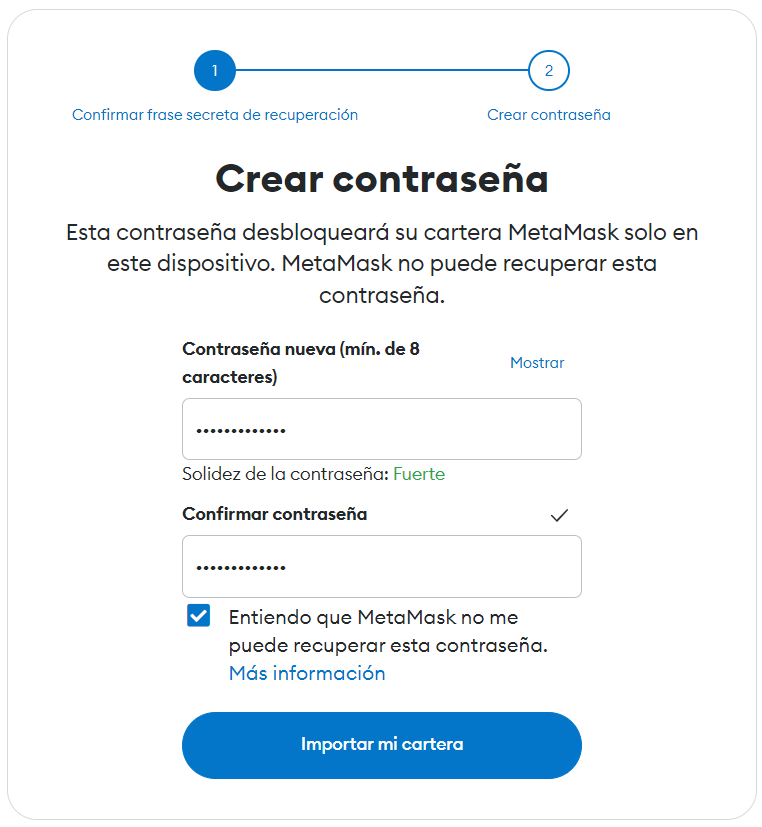 1
2
Confirmar frase secreta de recuperación
Crear contraseña
Crear contraseña
Esta contraseña desbloqueará su cartera MetaMask solo en
este dispositivo. MetaMask no puede recuperar esta
contraseña.
Contraseña nueva (mín. de 8
caracteres)
Mostrar
•••••••••••••
Solidez de la contraseña: Fuerte
Confirmar contraseña
•••••••••••••
Entiendo que MetaMask no me
puede recuperar esta contraseña.
Más información
Importar mi cartera